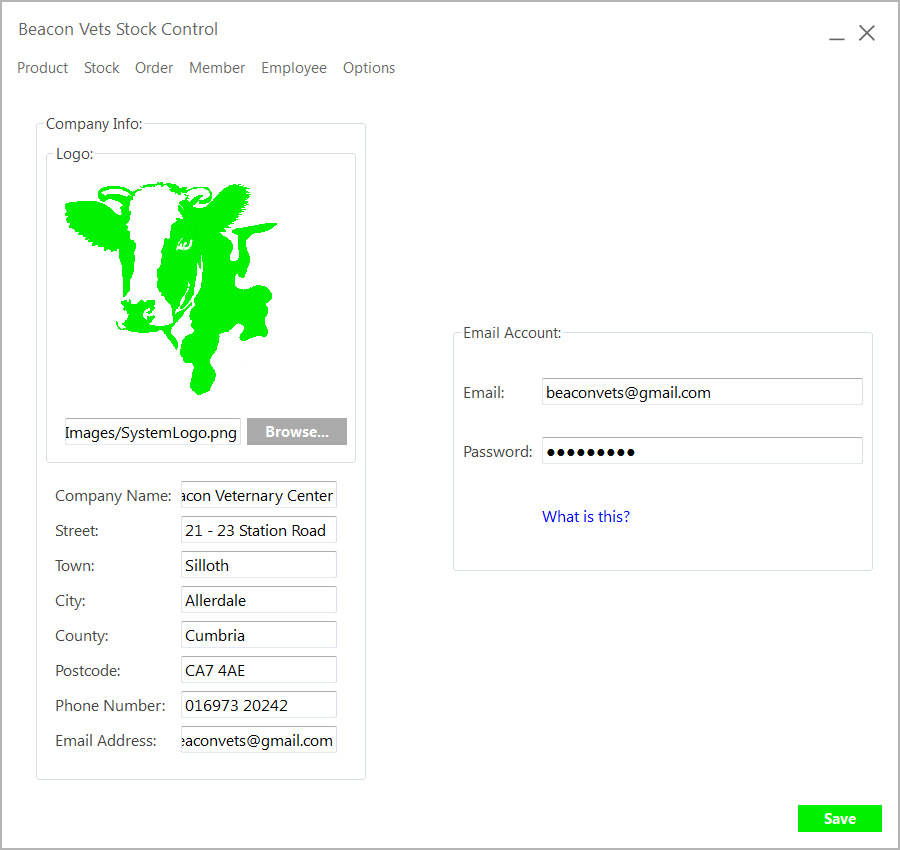 Beacon Vets Stock Control
Product Stock Order Member Employee Options
Company Info:
Logo:
Images/SystemLogo.png Browse...
Company Name: acon Veternary Center
Street: 21 - 23 Station Road
Town: Silloth
City: Allerdale
County: Cumbria
Postcode: CA7 4AE
Phone Number: 016973 20242
Email Address: eaconvets@gmail.com
Email Account:
Email: beaconvets@gmail.com
Password: ●●●●●●●●●
What is this?
Save